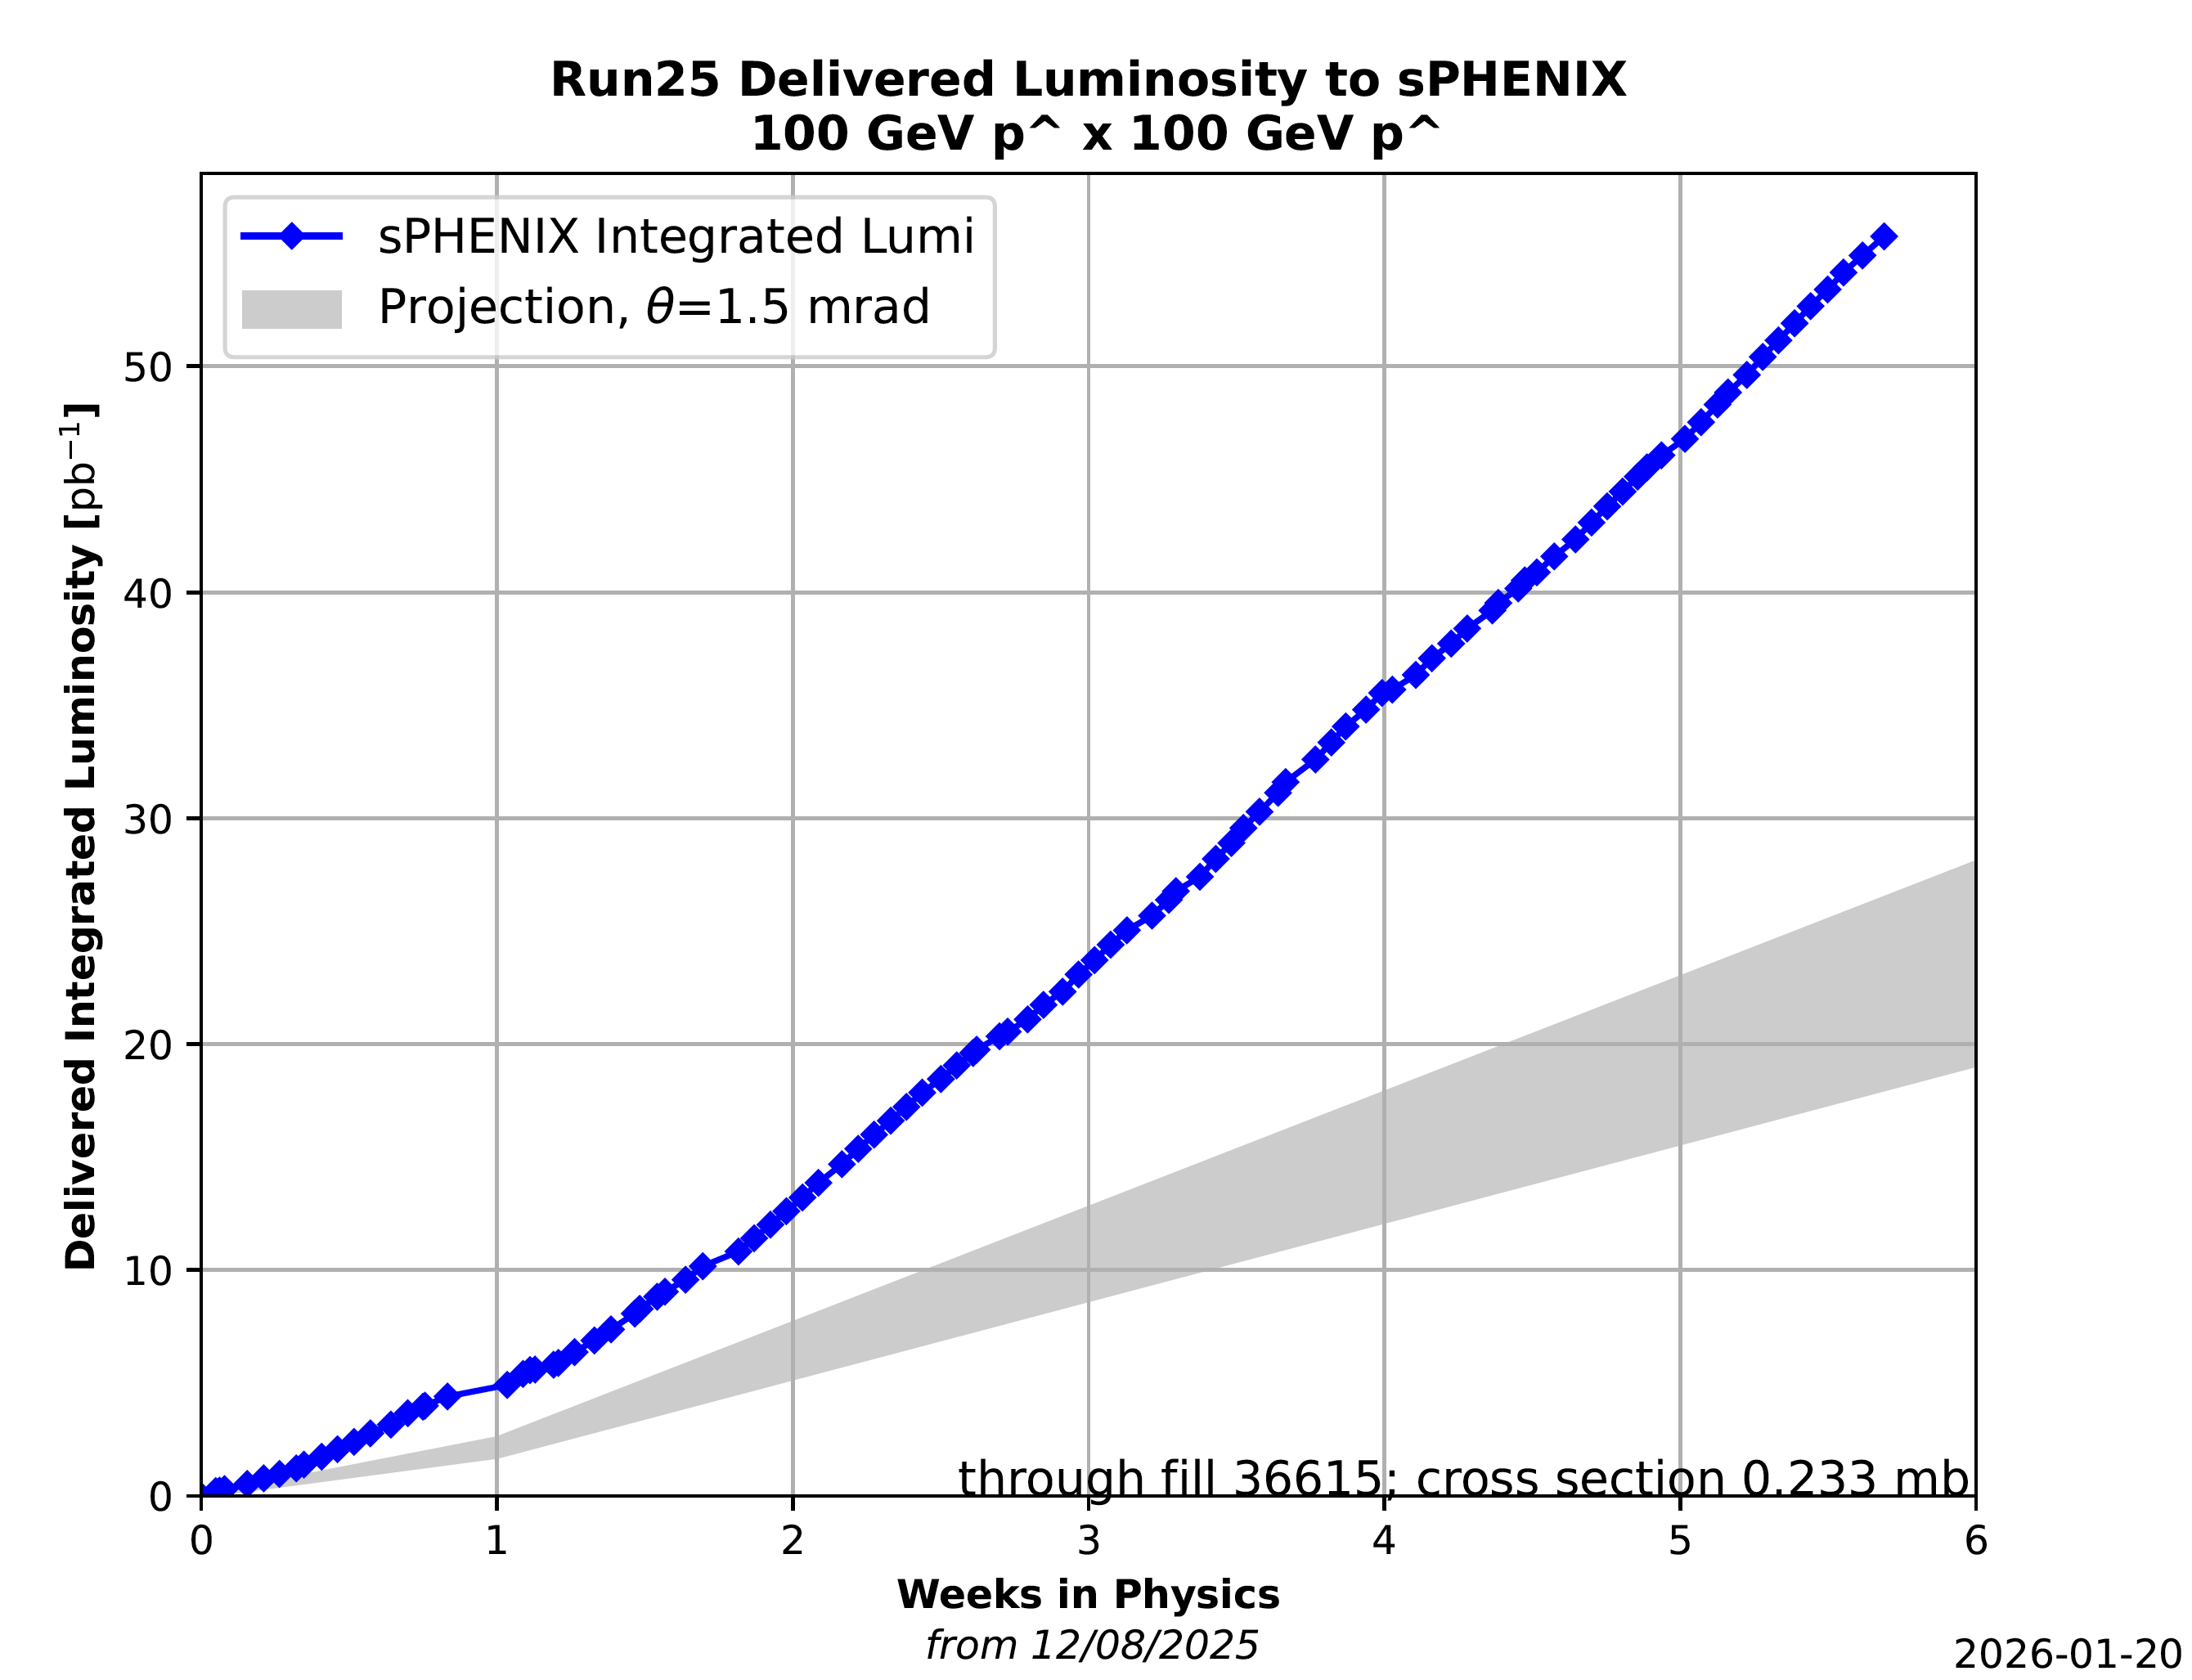 Run25 Delivered Luminosity to sPHENIX
100 GeV p^ x 100 GeV p^
sPHENIX Integrated Lumi
Projection, θ=1.5 mrad
Delivered Integrated Luminosity [pb⁻¹]
50
40
30
20
10
0
through fill 36615; cross section 0.233 mb
0 1 2 3 4 5 6
Weeks in Physics
from 12/08/2025
2026-01-20